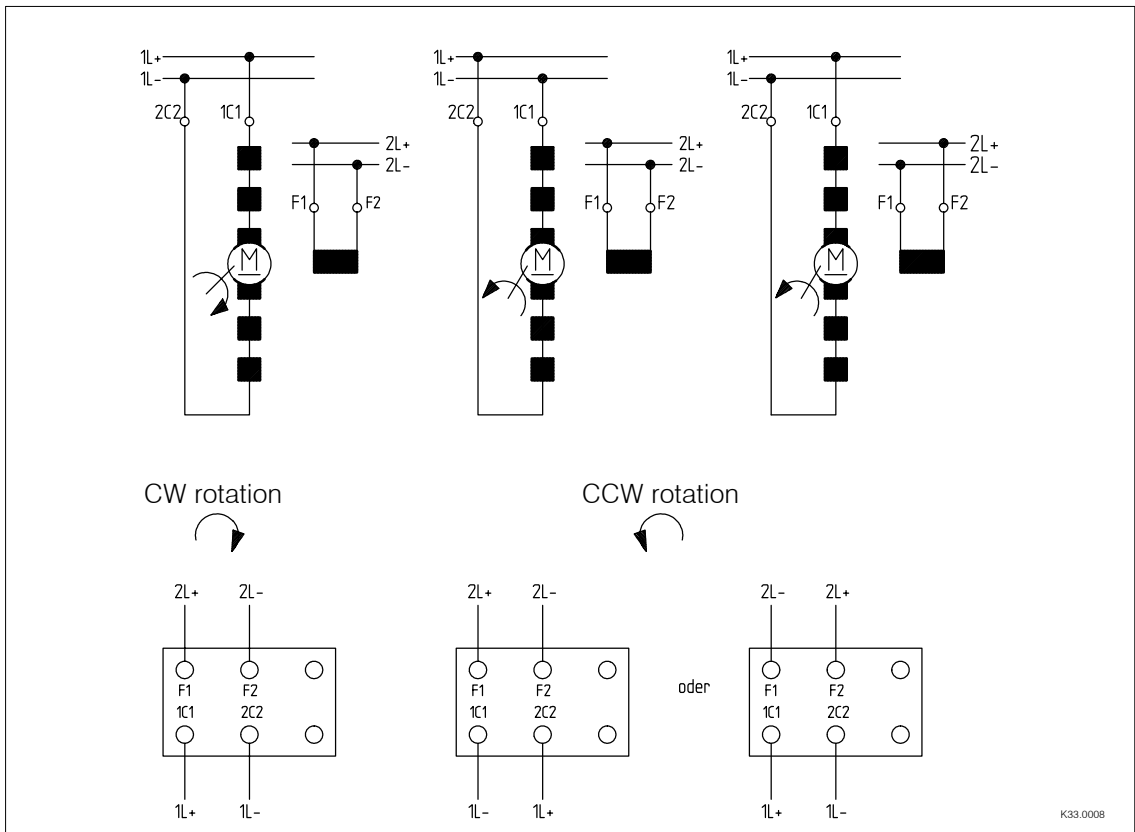 1L+ 1L+ 1L+
1L- 1L- 1L-
2C2 1C1 2C2 1C1 2C2 1C1
2L+ 2L+ 2L+
2L- 2L- 2L-
F1 F2 F1 F2 F1 F2
M M M
CW rotation CCW rotation
2L+ 2L- 2L+ 2L- 2L- 2L+
F1 F2 F1 F2 oder F1 F2
1C1 2C2 1C1 2C2 1C1 2C2
1L+ 1L- 1L- 1L+ 1L+ 1L-
K33.0008